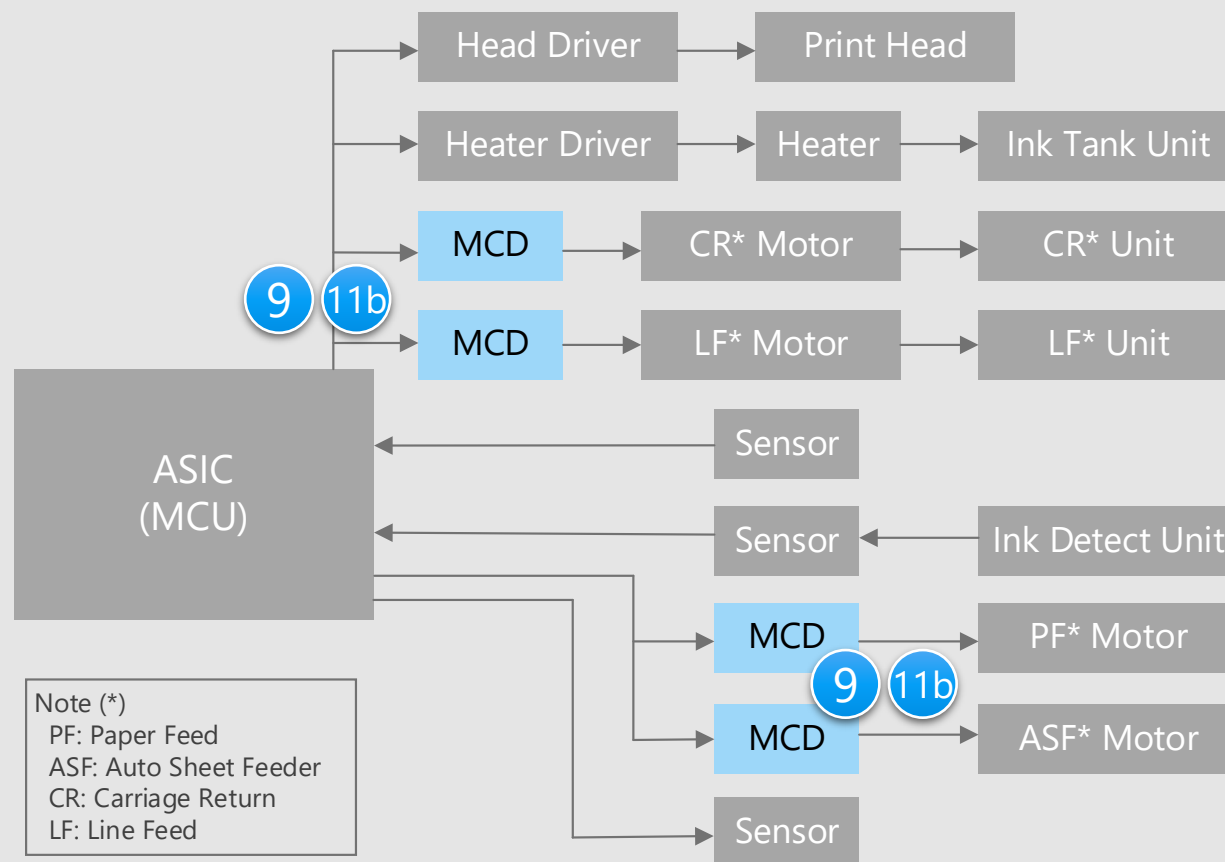 Head Driver
Print Head
Heater Driver
Heater
Ink Tank Unit
MCD
CR* Motor
CR* Unit
9
11b
MCD
LF* Motor
LF* Unit
ASIC
(MCU)
Sensor
Sensor
Ink Detect Unit
MCD
PF* Motor
9
11b
MCD
ASF* Motor
Sensor
Note (*)
PF: Paper Feed
ASF: Auto Sheet Feeder
CR: Carriage Return
LF: Line Feed